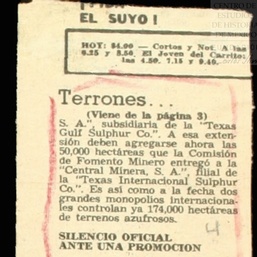 EL SUYO!
HOY: $4.00 — Cortos y Not. A las
6.25 y 8.50. El Joven del Carrito:
a las 4.50, 7.15 y 9.40.
Terrones...
(Viene de la página 3)
S. A.", subsidiaria de la "Texas
Gulf Sulphur Co.". A esa exten-
sión deben agregarse ahora las
50,000 hectáreas que la Comisión
de Fomento Minero entregó a la
"Central Minera, S. A.", filial de
la "Texas International Sulphur
Co.". Es así como a la fecha dos
grandes monopolios internaciona-
les controlan ya 174,000 hectáreas
de terrenos azufrosos.
4
SILENCIO OFICIAL
ANTE UNA PROMOCION